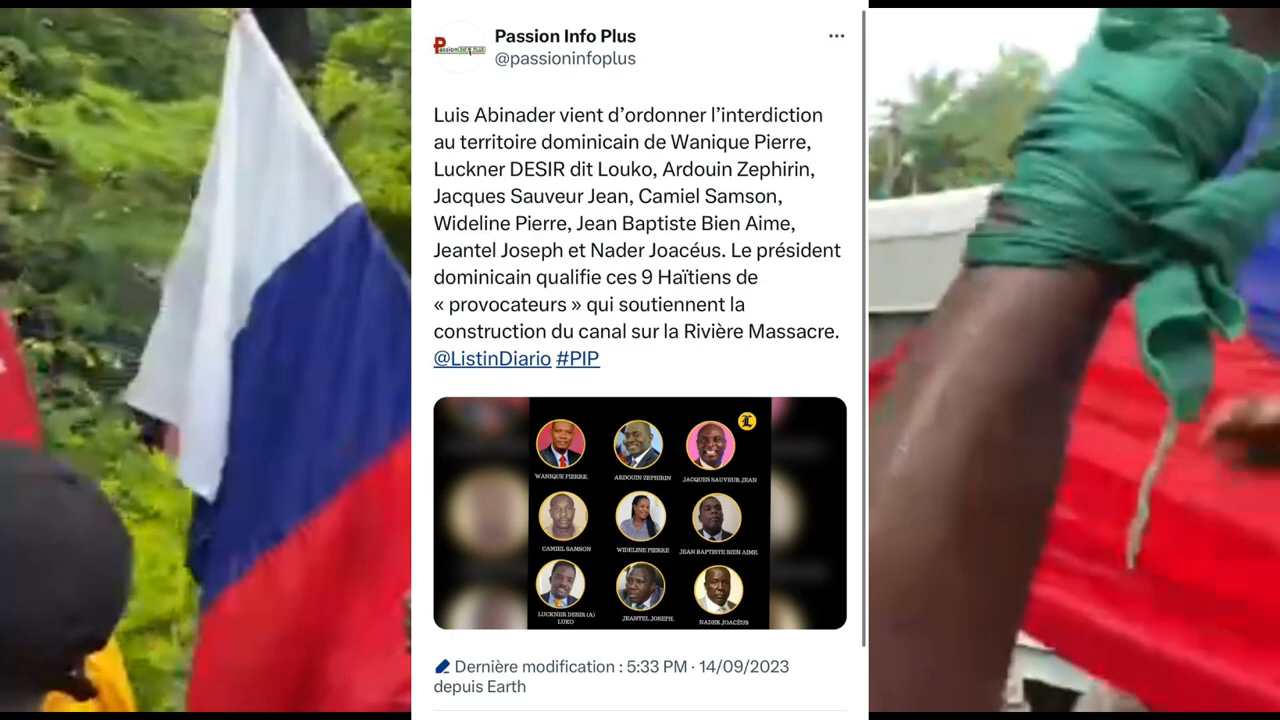 Passion Info Plus
@passioninfoplus
Luis Abinader vient d’ordonner l’interdiction
au territoire dominicain de Wanique Pierre,
Luckner DESIR dit Louko, Ardouin Zephirin,
Jacques Sauveur Jean, Camiel Samson,
Wideline Pierre, Jean Baptiste Bien Aime,
Jeantel Joseph et Nader Joacéus. Le président
dominicain qualifie ces 9 Haïtiens de
« provocateurs » qui soutiennent la
construction du canal sur la Rivière Massacre.
@ListinDiario #PIP
L
WANIQUE PIERRE.
ARDOUIN ZEPHIRIN
JACQUES SAUVEUR JEAN
CAMIEL SAMSON
WIDELINE PIERRE
JEAN BAPTISTE BIEN AIME.
LUCKNER DESIR (A)
LUKO
JEANTEL JOSEPH.
NADER JOACÉUS
Dernière modification : 5:33 PM · 14/09/2023
depuis Earth